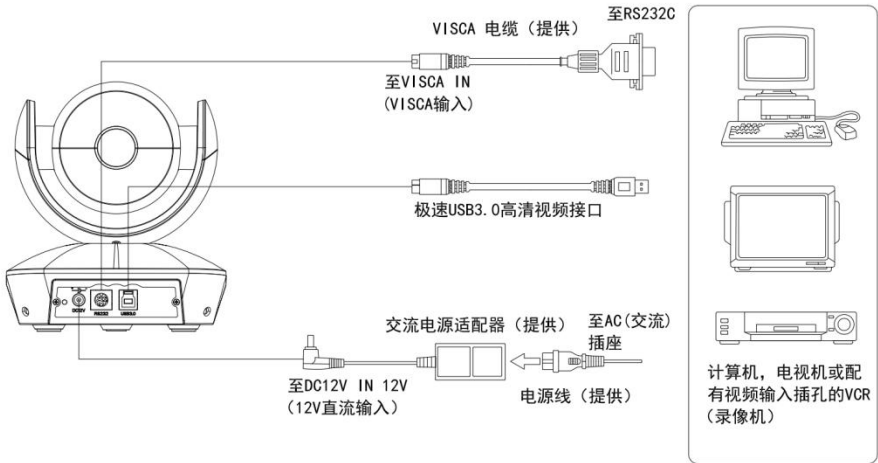 VISCA 电缆（提供）
至RS232C
至VISCA IN
(VISCA输入)
极速USB3.0高清视频接口
DC12V
RS232
USB3.0
交流电源适配器（提供）
至AC(交流)
插座
至DC12V IN 12V
（12V直流输入）
电源线（提供）
计算机，电视机或配
有视频输入插孔的VCR
（录像机）